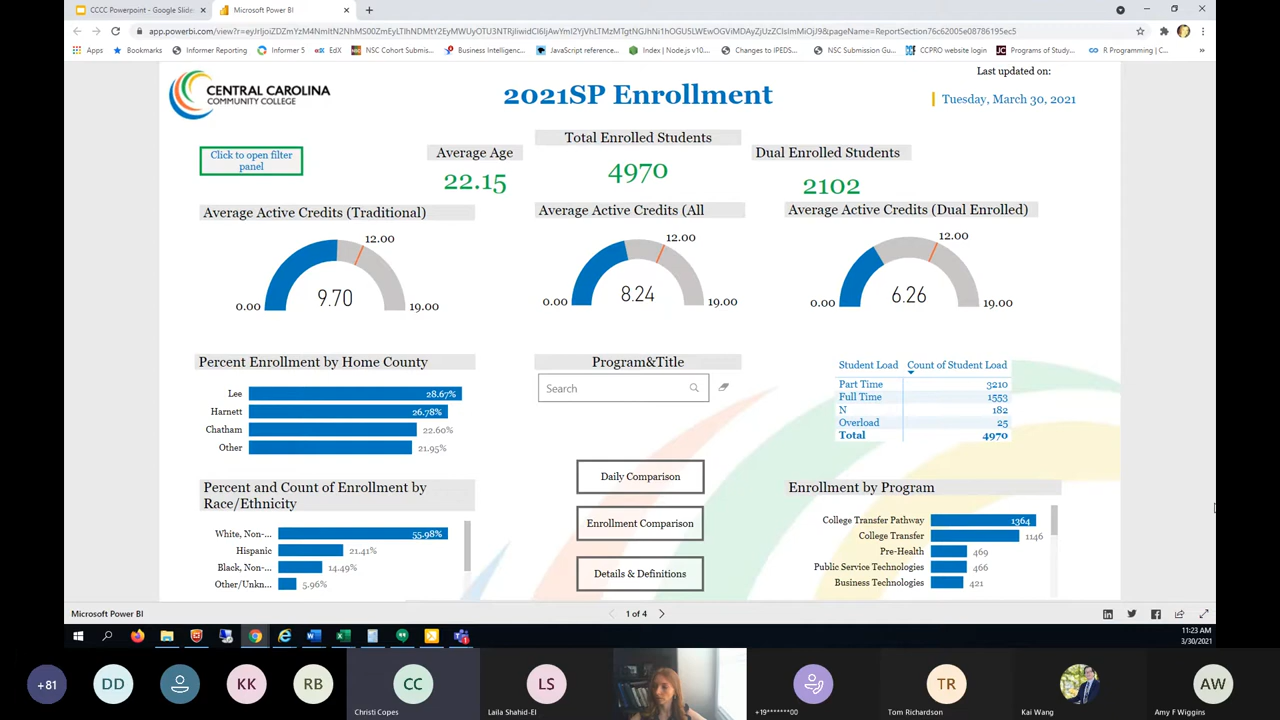 CCCC Powerpoint - Google Slide
Microsoft Power BI
app.powerbi.com/view?r=
Apps
Bookmarks
Informer Reporting
Informer 5
EdX
NSC Cohort Submis...
Business Intelligenc...
JavaScript reference...
Index | Node.js v10....
Changes to IPEDS...
NSC Submission Gu...
CCPRO website login
Programs of Study...
R Programming
CENTRAL CAROLINA
COMMUNITY COLLEGE
2021SP Enrollment
Last updated on:
Tuesday, March 30, 2021
Click to open filter
panel
Average Age
22.15
Total Enrolled Students
4970
Dual Enrolled Students
2102
Average Active Credits (Traditional)
12.00
0.00
9.70
19.00
Average Active Credits (All
12.00
0.00
8.24
19.00
Average Active Credits (Dual Enrolled)
12.00
0.00
6.26
19.00
Percent Enrollment by Home County
Lee 28.67%
Harnett 26.78%
Chatham 22.60%
Other 21.95%
Program&Title
Search
Student Load Count of Student Load
Part Time 3210
Full Time 1553
N 182
Overload 25
Total 4970
Percent and Count of Enrollment by
Race/Ethnicity
White, Non-... 55.98%
Hispanic 21.41%
Black, Non-... 14.49%
Other/Unkn... 5.96%
Daily Comparison
Enrollment Comparison
Details & Definitions
Enrollment by Program
College Transfer Pathway 1364
College Transfer 1146
Pre-Health 469
Public Service Technologies 466
Business Technologies 421
Microsoft Power BI
1 of 4
11:23 AM
3/30/2021
+81
DD
KK
RB
CC
LS
TR
AW
Christi Copes
Laila Shahid-El
+19*******00
Tom Richardson
Kai Wang
Amy F Wiggins